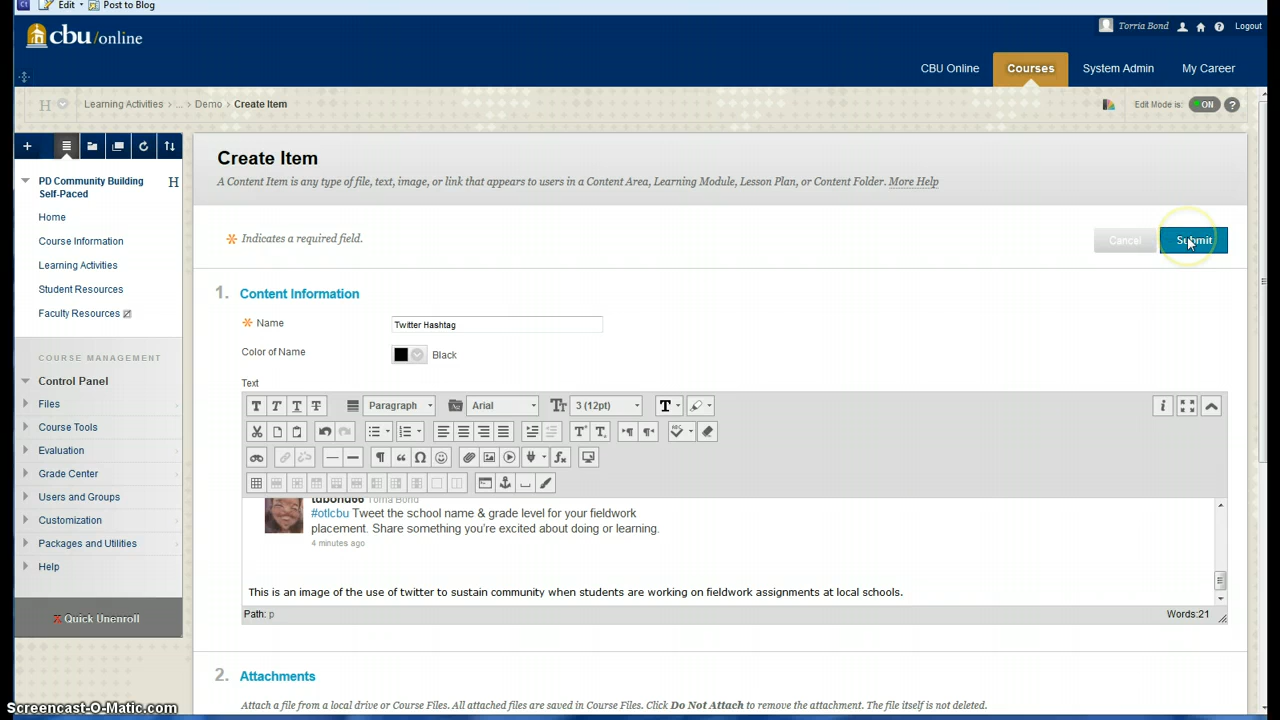 Edit Post to Blog
cbu/online
Torria Bond Logout
CBU Online Courses System Admin My Career
H Learning Activities > ... > Demo > Create Item Edit Mode is: ON ?
PD Community Building
Self-Paced H
Home
Course Information
Learning Activities
Student Resources
Faculty Resources
COURSE MANAGEMENT
Control Panel
Files
Course Tools
Evaluation
Grade Center
Users and Groups
Customization
Packages and Utilities
Help
Quick Unenroll
Create Item
A Content Item is any type of file, text, image, or link that appears to users in a Content Area, Learning Module, Lesson Plan, or Content Folder. More Help
Indicates a required field.
Cancel Submit
1. Content Information
Name Twitter Hashtag
Color of Name Black
Text
Paragraph Arial 3 (12pt)
tdbond66 Torria Bond
#otlcbu Tweet the school name & grade level for your fieldwork
placement. Share something you're excited about doing or learning.
4 minutes ago
This is an image of the use of twitter to sustain community when students are working on fieldwork assignments at local schools.
Path: p Words:21
2. Attachments
Attach a file from a local drive or Course Files. All attached files are saved in Course Files. Click Do Not Attach to remove the attachment. The file itself is not deleted.
Screencast-O-Matic.com